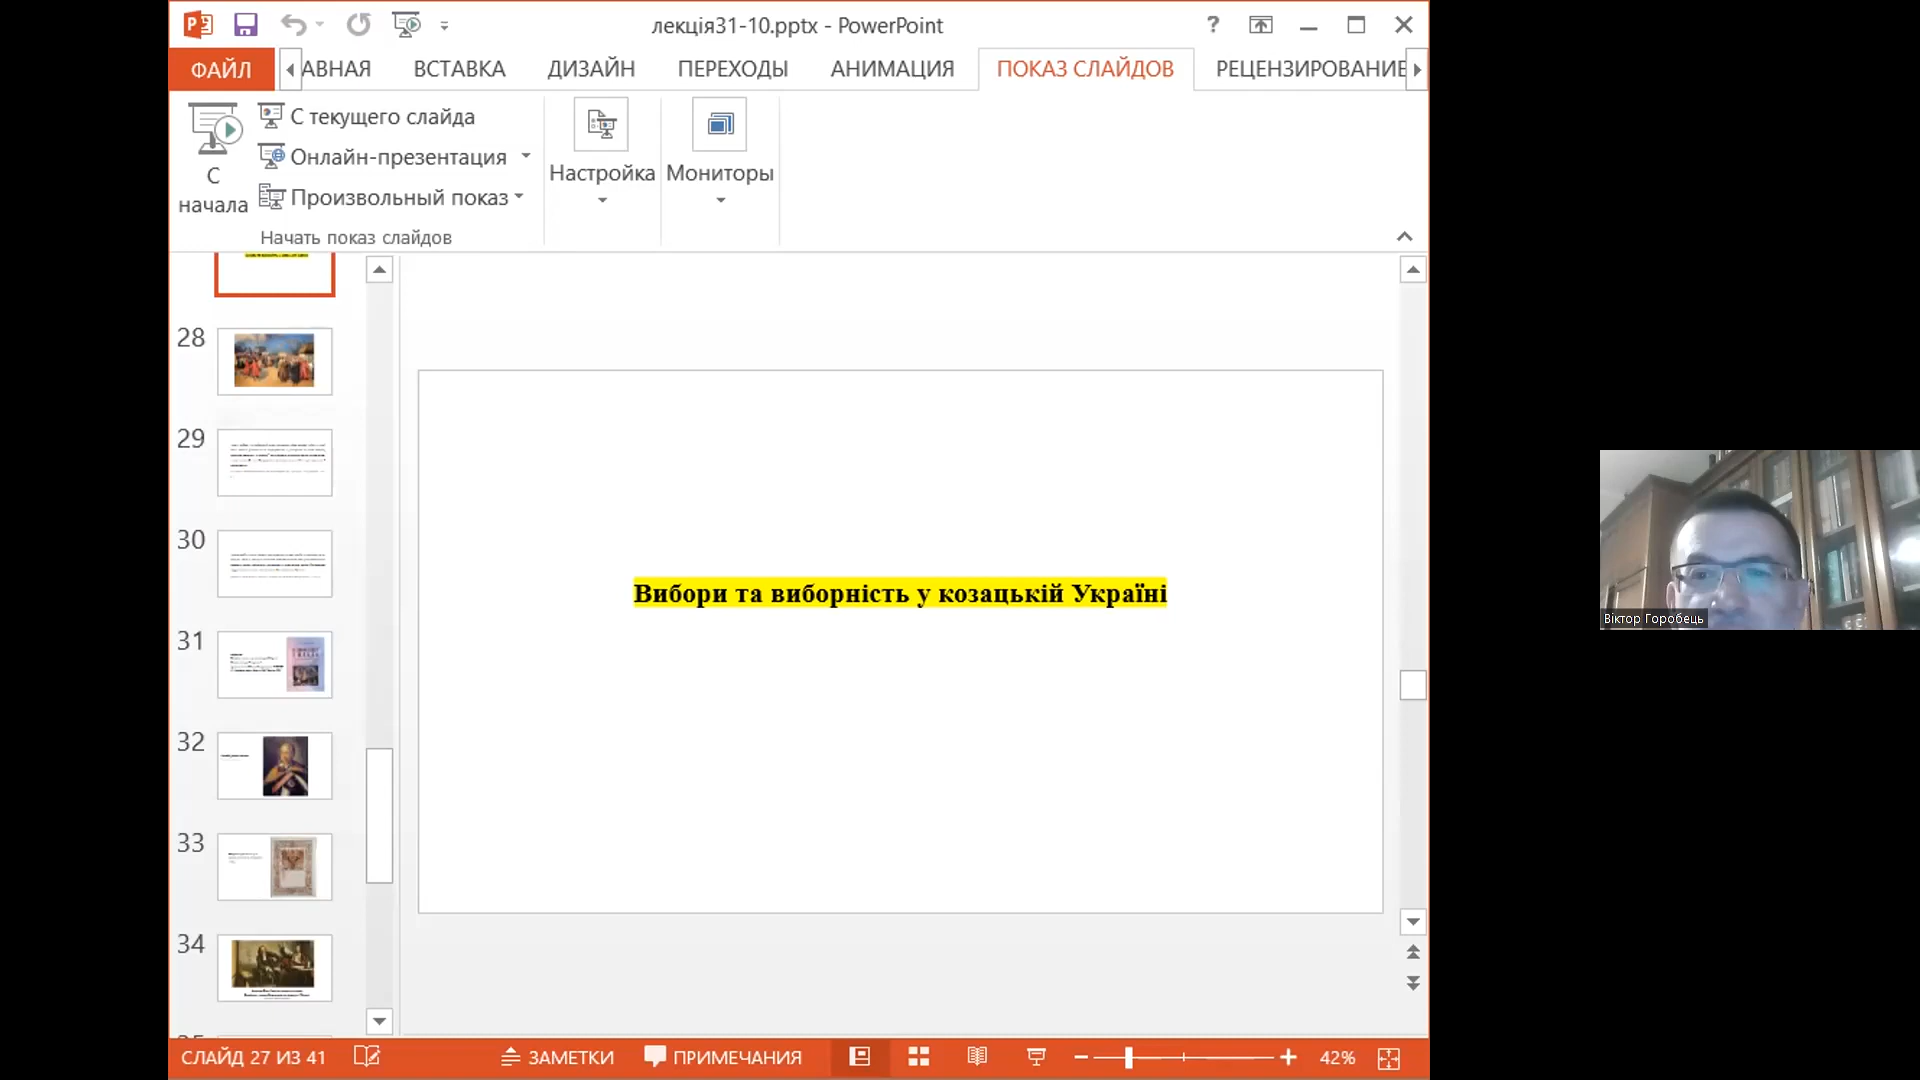 лекція31-10.pptx - PowerPoint
?
ФАЙЛ
АВНАЯ
ВСТАВКА
ДИЗАЙН
ПЕРЕХОДЫ
АНИМАЦИЯ
ПОКАЗ СЛАЙДОВ
РЕЦЕНЗИРОВАНИЕ
С начала
С текущего слайда
Онлайн-презентация
Произвольный показ
Настройка
Мониторы
Начать показ слайдов
28
29
30
31
32
33
34
Вибори та виборність у козацькій Україні
Віктор Горобець
СЛАЙД 27 ИЗ 41
ЗАМЕТКИ
ПРИМЕЧАНИЯ
42%